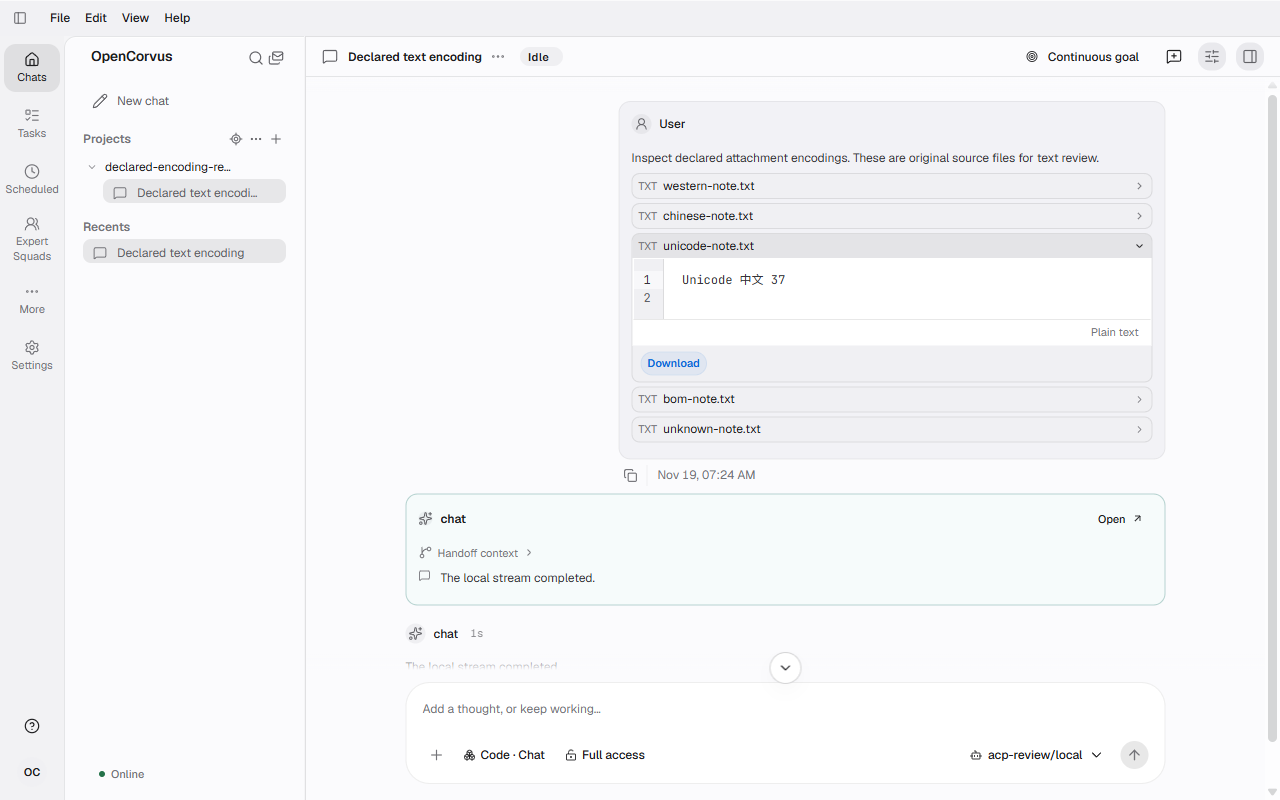 File Edit View Help
OpenCorvus
Chats
Tasks
Scheduled
Expert
Squads
More
Settings
OC
New chat
Projects
declared-encoding-re…
Declared text encodi…
Recents
Declared text encoding
Online
Declared text encoding
Idle
Continuous goal
User
Inspect declared attachment encodings. These are original source files for text review.
TXT western-note.txt
TXT chinese-note.txt
TXT unicode-note.txt
1 Unicode 中文 37
2
Plain text
Download
TXT bom-note.txt
TXT unknown-note.txt
Nov 19, 07:24 AM
chat
Open
Handoff context
The local stream completed.
chat 1s
The local stream completed
Add a thought, or keep working…
Code · Chat
Full access
acp-review/local